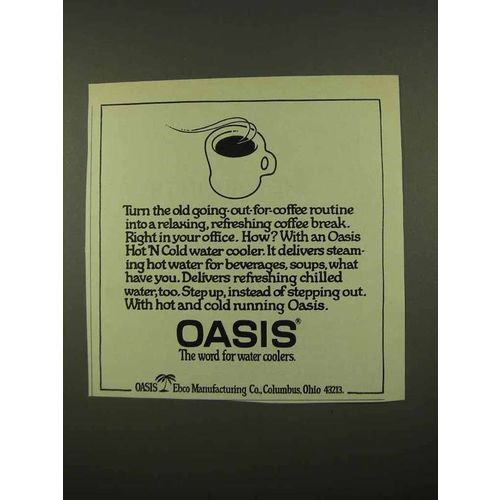 Turn the old going-out-for-coffee routine
into a relaxing, refreshing coffee break.
Right in your office. How? With an Oasis
Hot 'N Cold water cooler. It delivers steam-
ing hot water for beverages, soups, what
have you. Delivers refreshing chilled
water, too. Step up, instead of stepping out.
With hot and cold running Oasis.
OASIS®
The word for water coolers.
OASIS Ebco Manufacturing Co., Columbus, Ohio 43213.